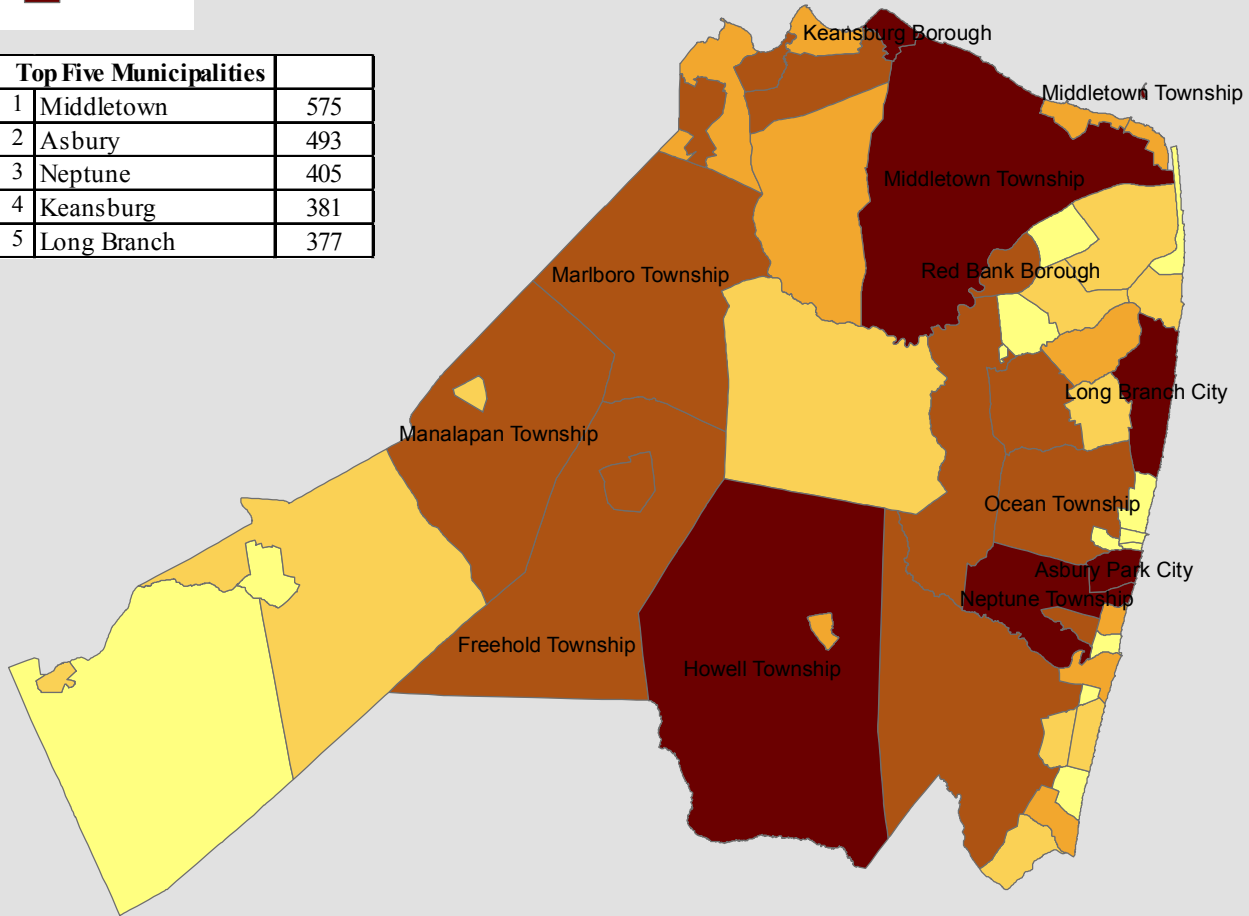 Top Five Municipalities
1 Middletown 575
2 Asbury 493
3 Neptune 405
4 Keansburg 381
5 Long Branch 377
Keansburg Borough
Middletown Township
Middletown Township
Red Bank Borough
Marlboro Township
Long Branch City
Manalapan Township
Ocean Township
Asbury Park City
Neptune Township
Freehold Township
Howell Township